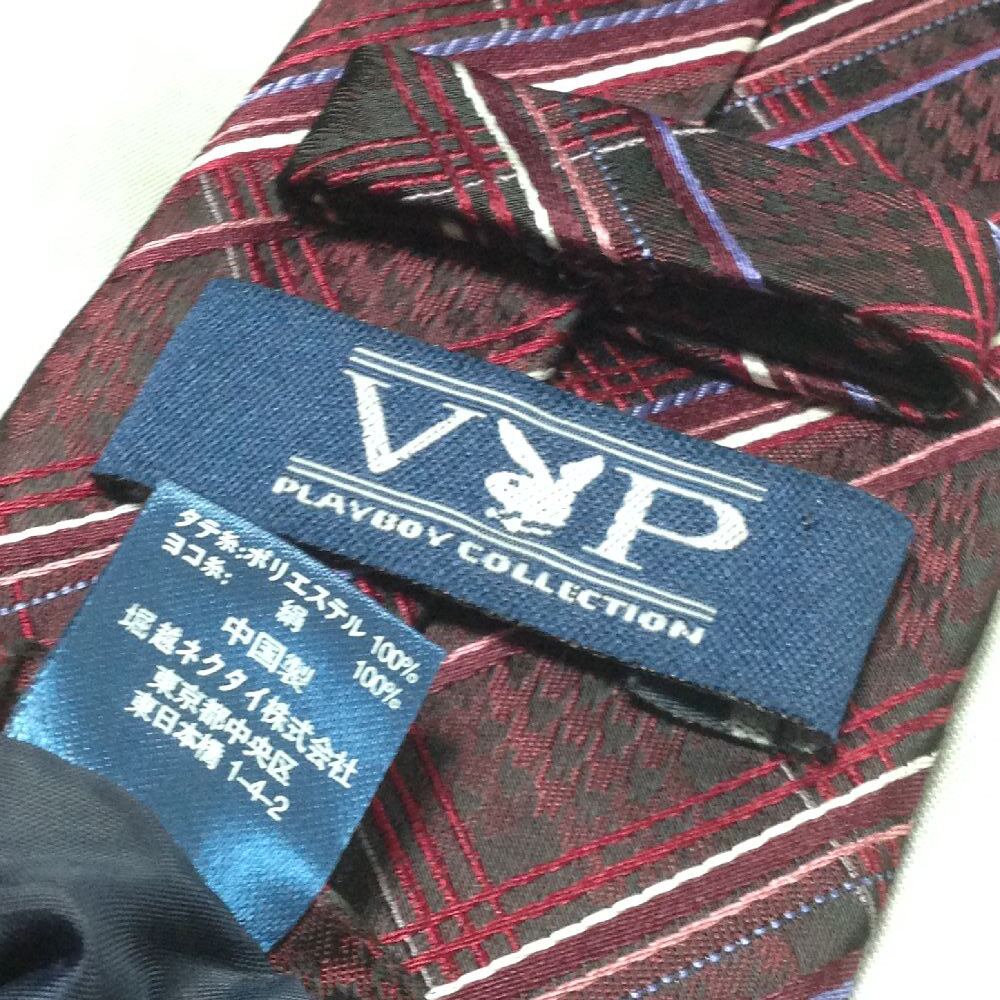 V P
PLAYBOY COLLECTION
タテ糸:ポリエステル 100%
ヨコ糸: 絹 100%
中国製
堀越ネクタイ株式会社
東京都中央区
東日本橋 1-4-2